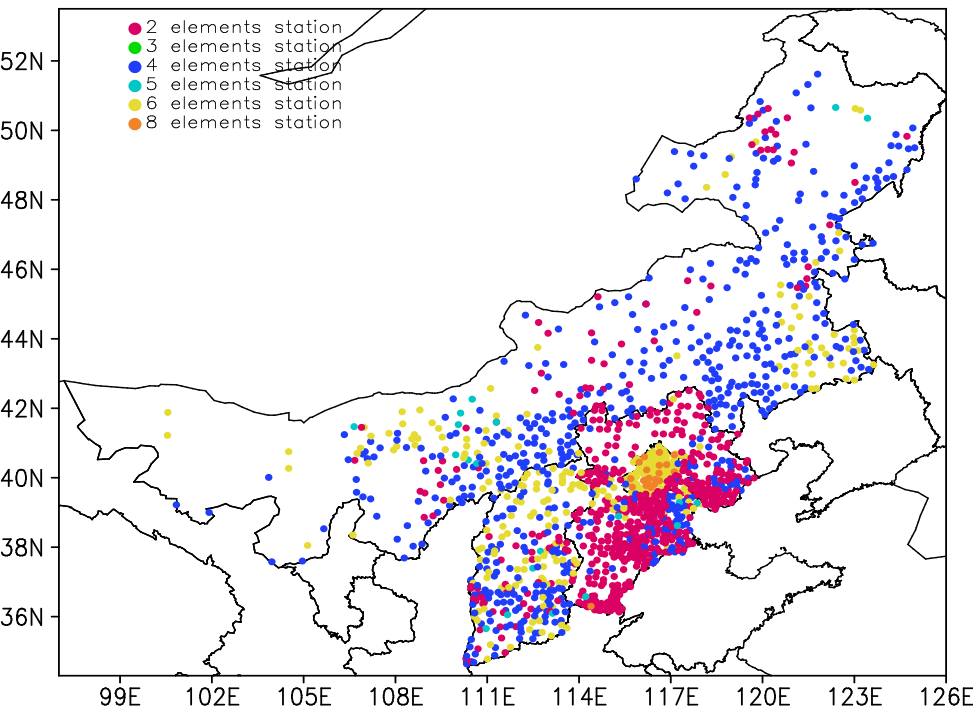 2 elements station
3 elements station
4 elements station
5 elements station
6 elements station
8 elements station
52N
50N
48N
46N
44N
42N
40N
38N
36N
99E 102E 105E 108E 111E 114E 117E 120E 123E 126E